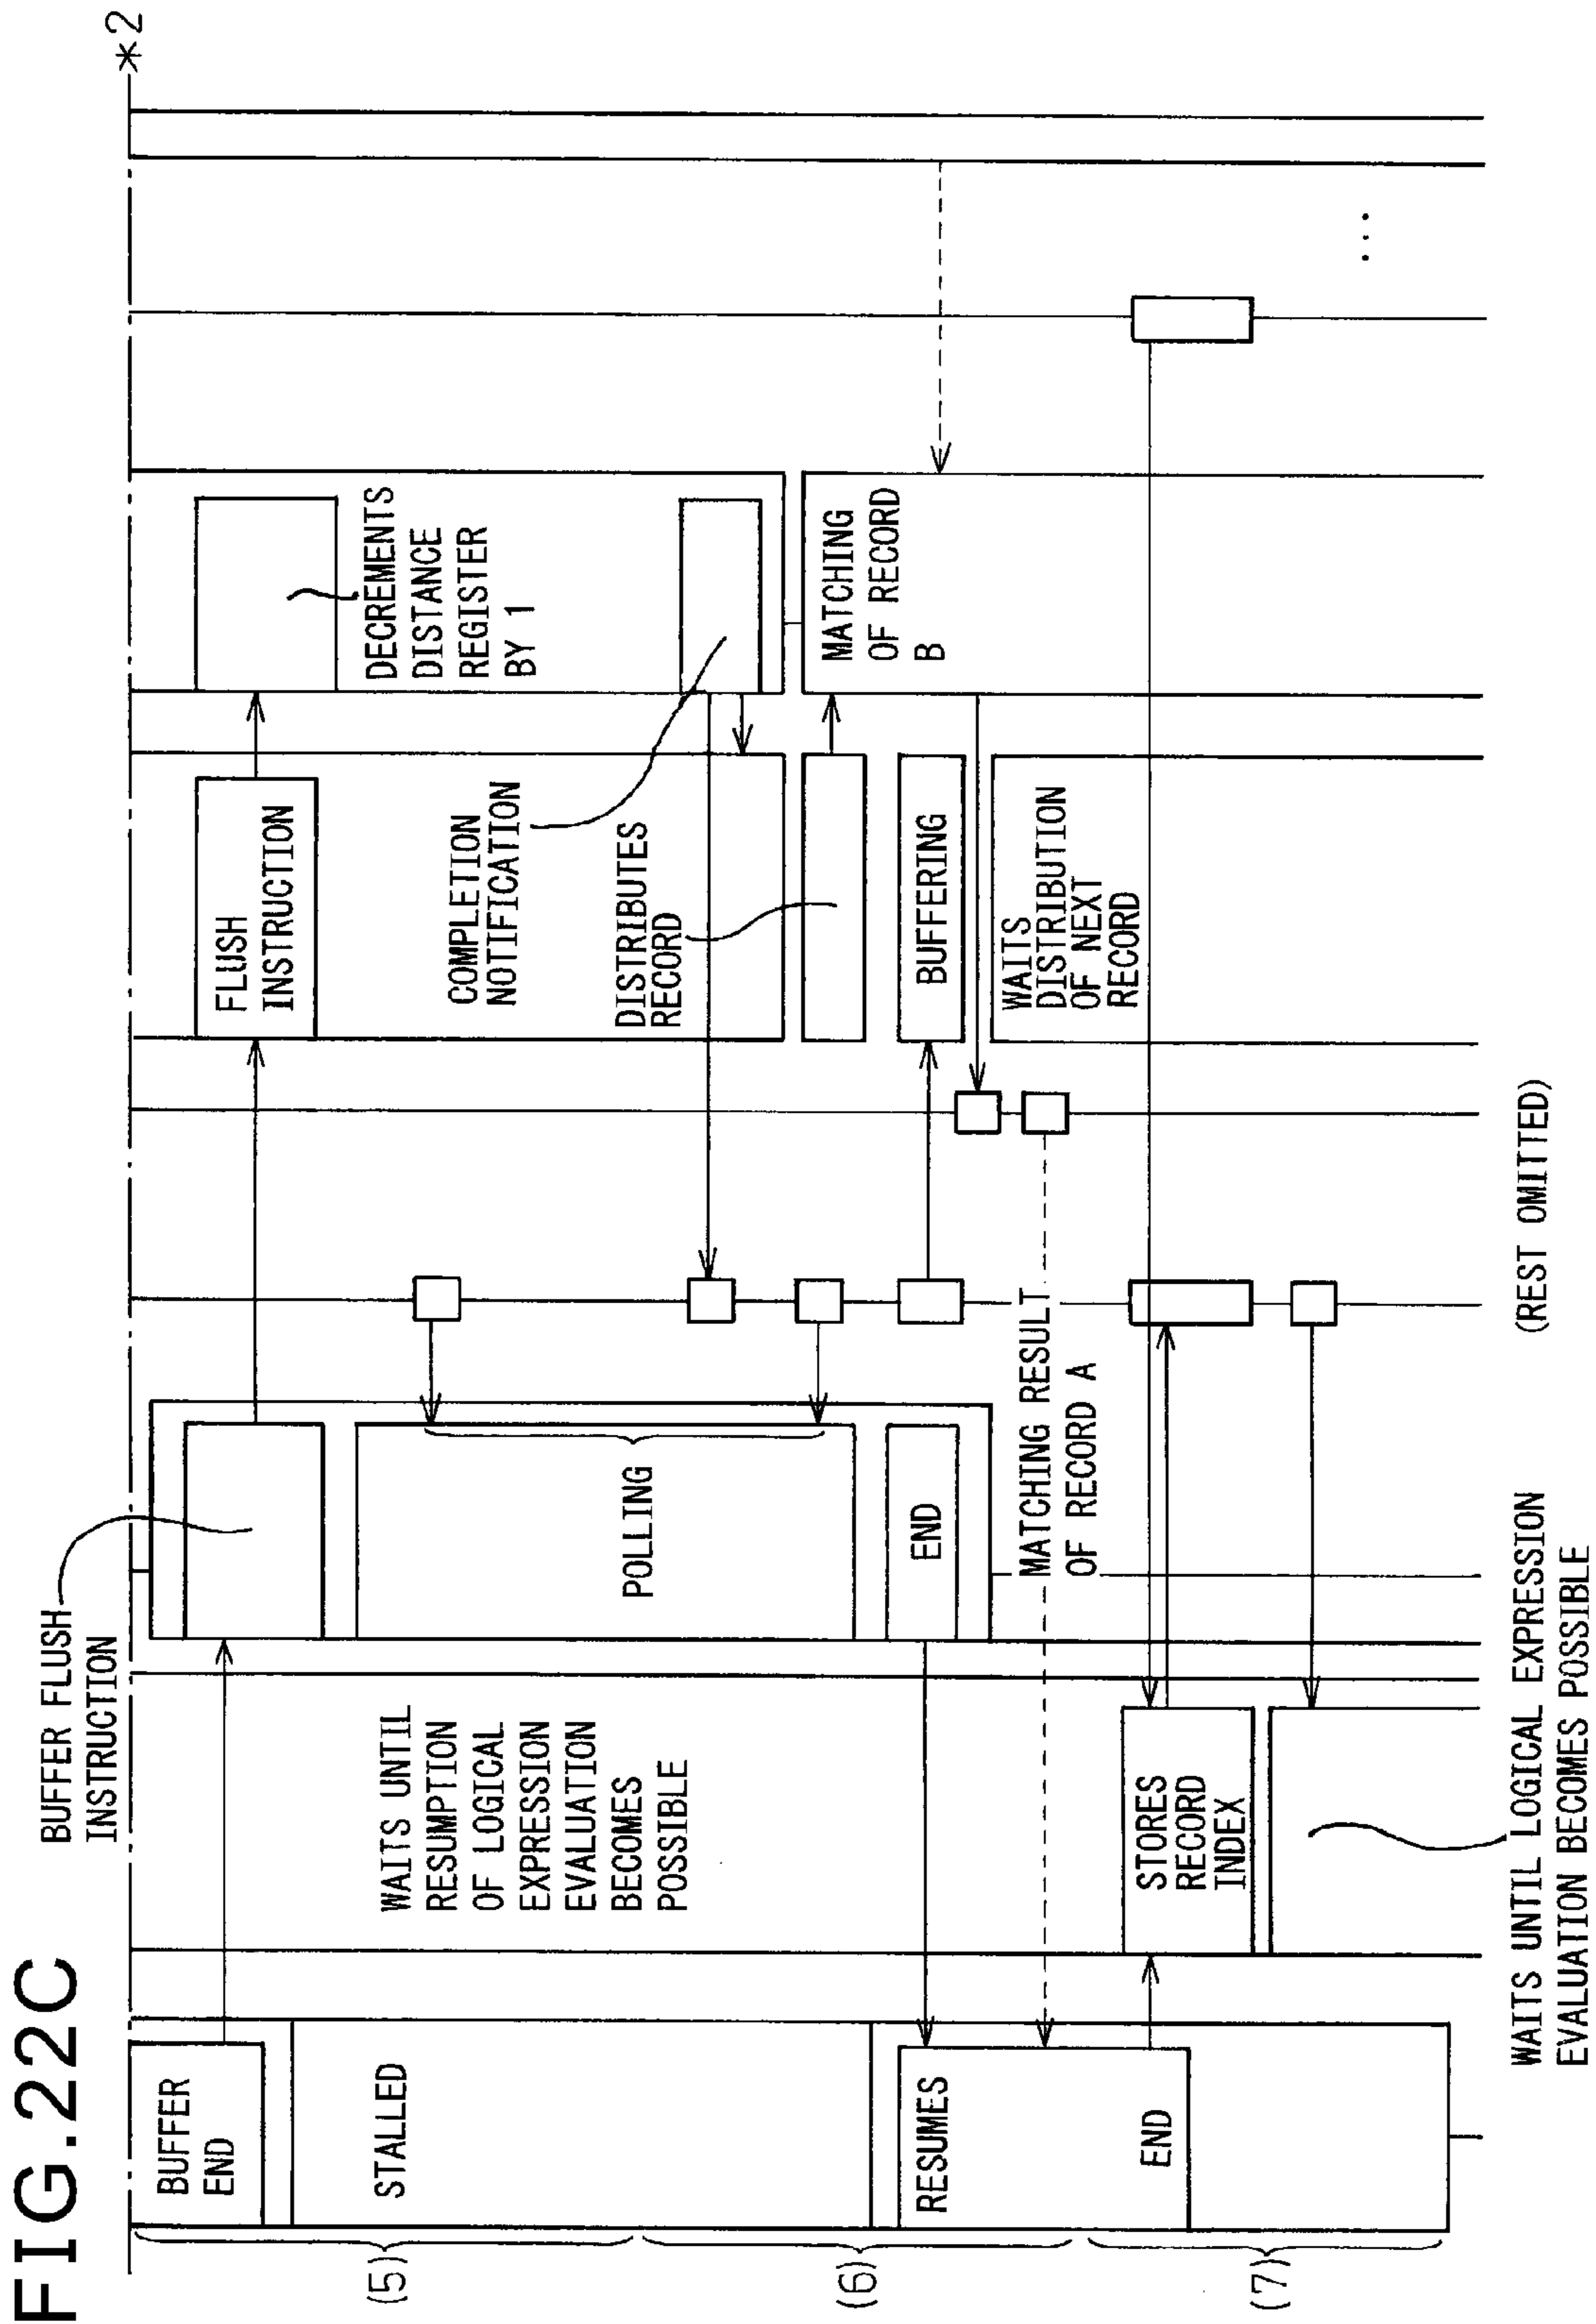 FIG.22C
*2
BUFFER FLUSH
INSTRUCTION
(5)
(6)
(7)
BUFFER
END
STALLED
RESUMES
END
WAITS UNTIL
RESUMPTION
OF LOGICAL
EXPRESSION
EVALUATION
BECOMES
POSSIBLE
STORES
RECORD
INDEX
POLLING
END
MATCHING RESULT
OF RECORD A
FLUSH
INSTRUCTION
COMPLETION
NOTIFICATION
DISTRIBUTES
RECORD
BUFFERING
WAITS
DISTRIBUTION
OF NEXT
RECORD
DECREMENTS
DISTANCE
REGISTER
BY 1
MATCHING
OF RECORD
B
...
WAITS UNTIL LOGICAL EXPRESSION
EVALUATION BECOMES POSSIBLE
(REST OMITTED)